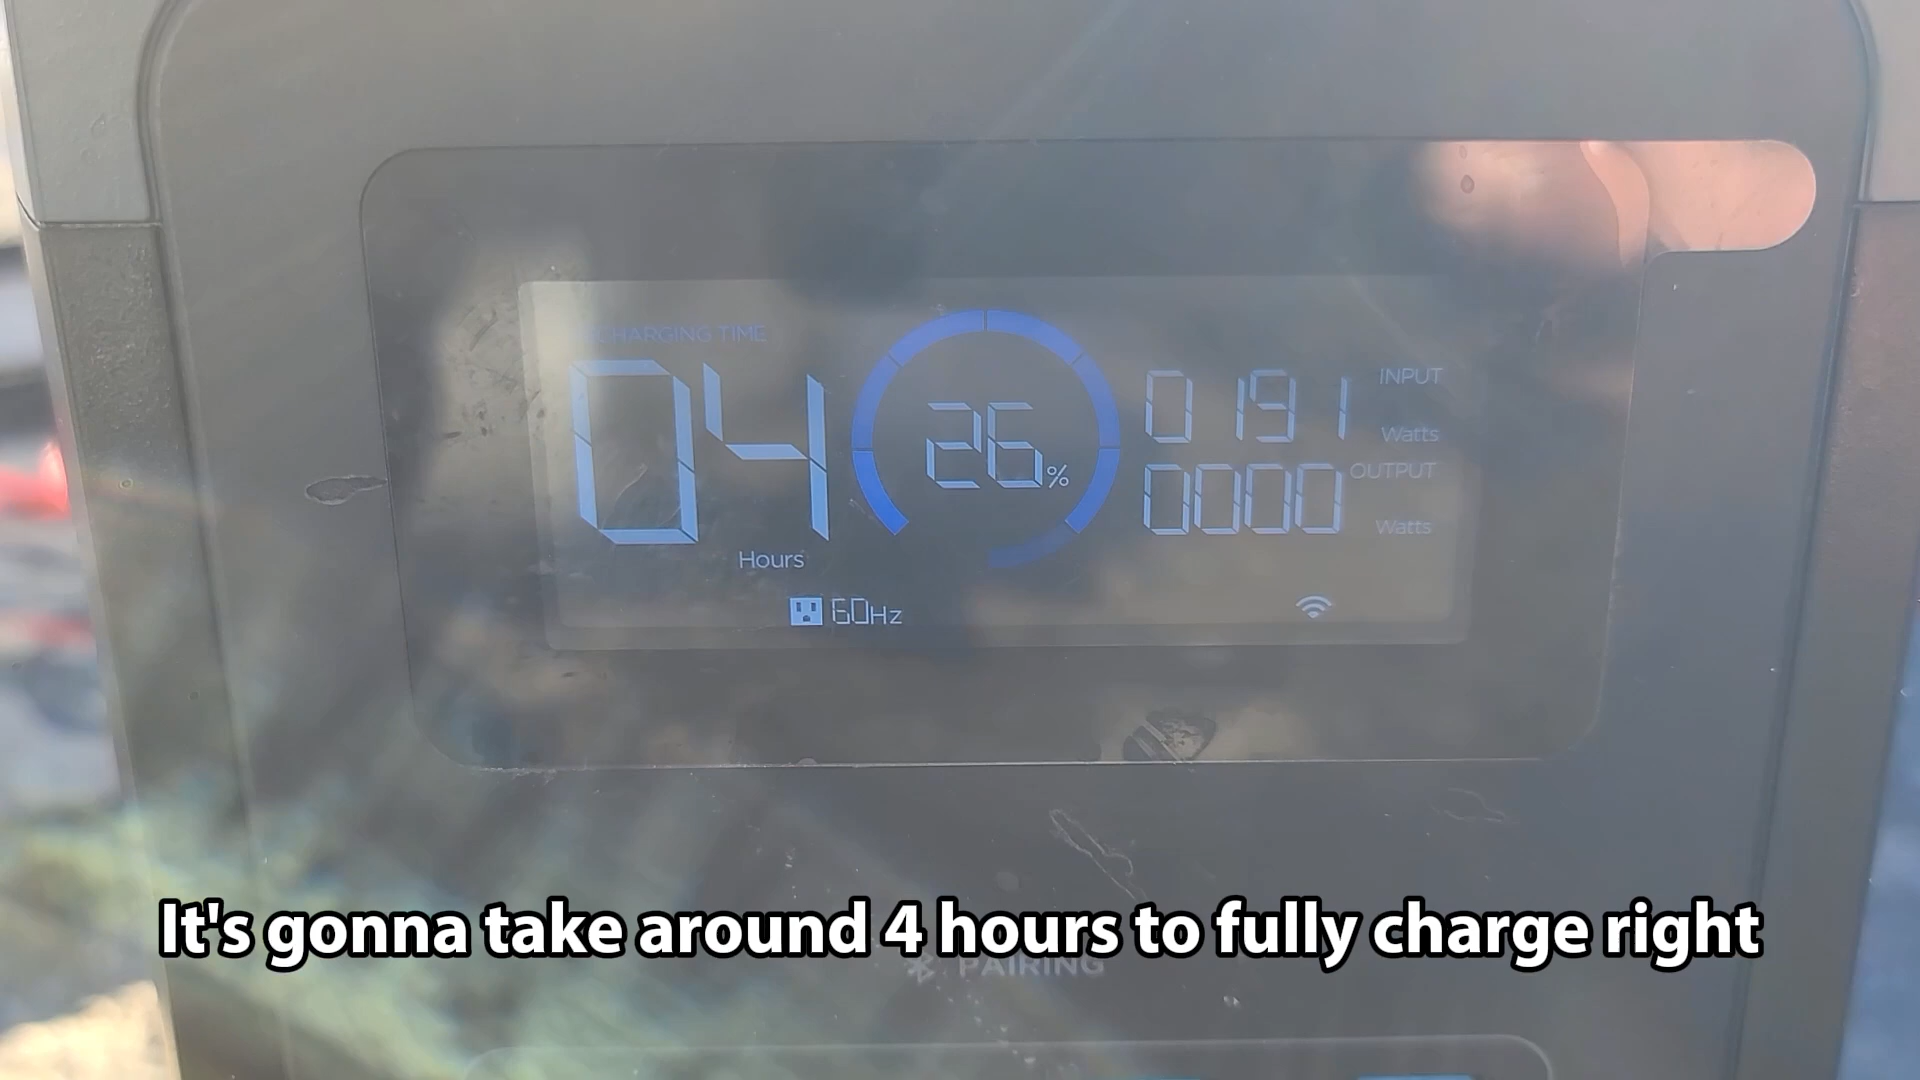 CHARGING TIME
04
Hours
26%
0191 INPUT
Watts
0000 OUTPUT
Watts
60Hz
It's gonna take around 4 hours to fully charge right
PAIRING